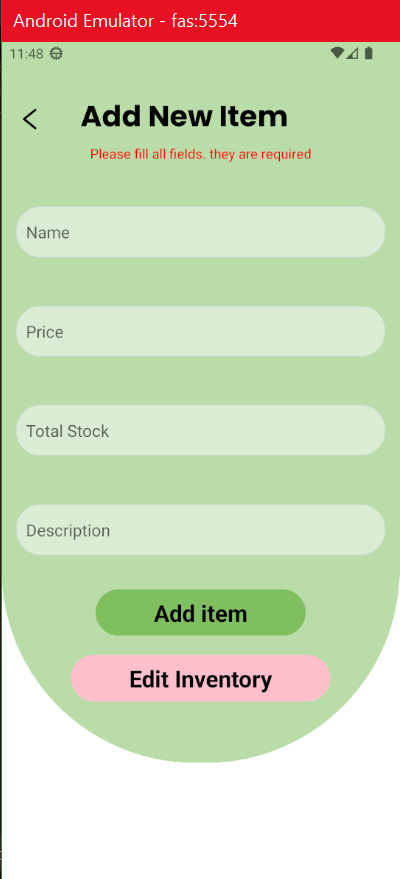 Android Emulator - fas:5554
11:48
Add New Item
Please fill all fields. they are required
Name
Price
Total Stock
Description
Add item
Edit Inventory